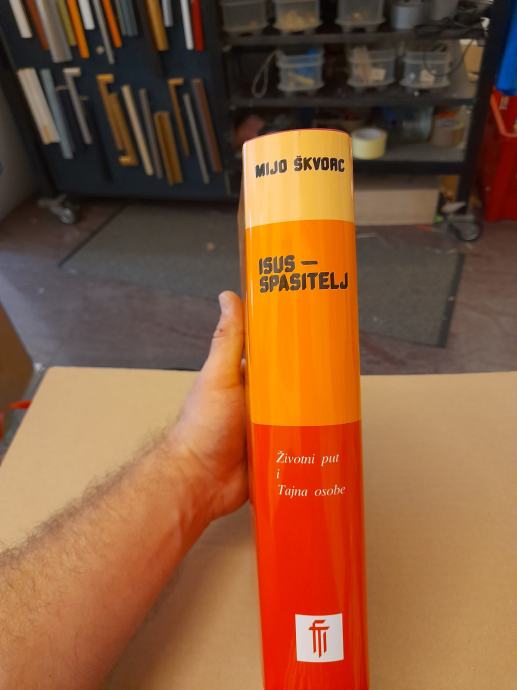 MIJO ŠKVORC
ISUS —
SPASITELJ
Životni put
i
Tajna osobe